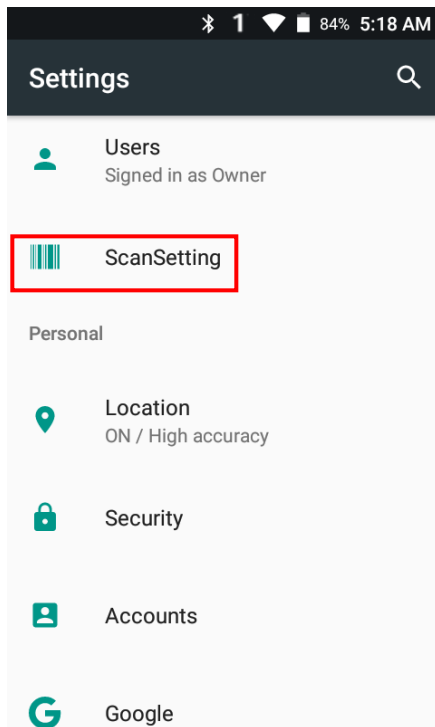 1 84% 5:18 AM
Settings
Users
Signed in as Owner
ScanSetting
Personal
Location
ON / High accuracy
Security
Accounts
Google